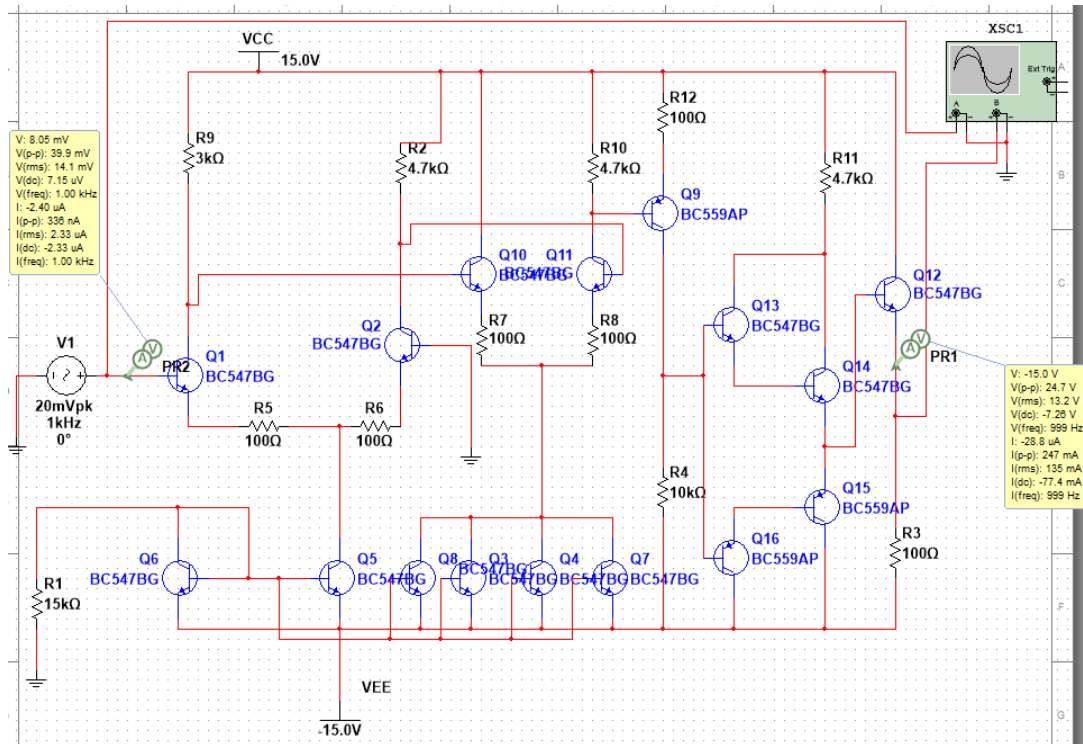 XSC1
Ext Trig
A
B
VCC
15.0V
R9
3kΩ
R2
4.7kΩ
R10
4.7kΩ
R12
100Ω
R11
4.7kΩ
V: 8.05 mV
V(p-p): 39.9 mV
V(rms): 14.1 mV
V(dc): 7.15 uV
V(freq): 1.00 kHz
I: -2.40 uA
I(p-p): 336 nA
I(rms): 2.33 uA
I(dc): -2.33 uA
I(freq): 1.00 kHz
Q9
BC559AP
Q10
BC547BG
Q11
BC547BG
Q12
BC547BG
Q13
BC547BG
R7
100Ω
R8
100Ω
Q2
BC547BG
V1
20mVpk
1kHz
0°
A
V
PR2
Q1
BC547BG
A
V
PR1
Q14
BC547BG
V: -15.0 V
V(p-p): 24.7 V
V(rms): 13.2 V
V(dc): -7.26 V
V(freq): 999 Hz
I: -28.8 uA
I(p-p): 247 mA
I(rms): 135 mA
I(dc): -77.4 mA
I(freq): 999 Hz
R5
100Ω
R6
100Ω
R4
10kΩ
Q15
BC559AP
Q16
BC559AP
R3
100Ω
R1
15kΩ
Q6
BC547BG
Q5
BC547BG
Q8
BC547BG
Q3
BC547BG
Q4
BC547BG
Q7
BC547BG
VEE
-15.0V
A
B
C
F
G